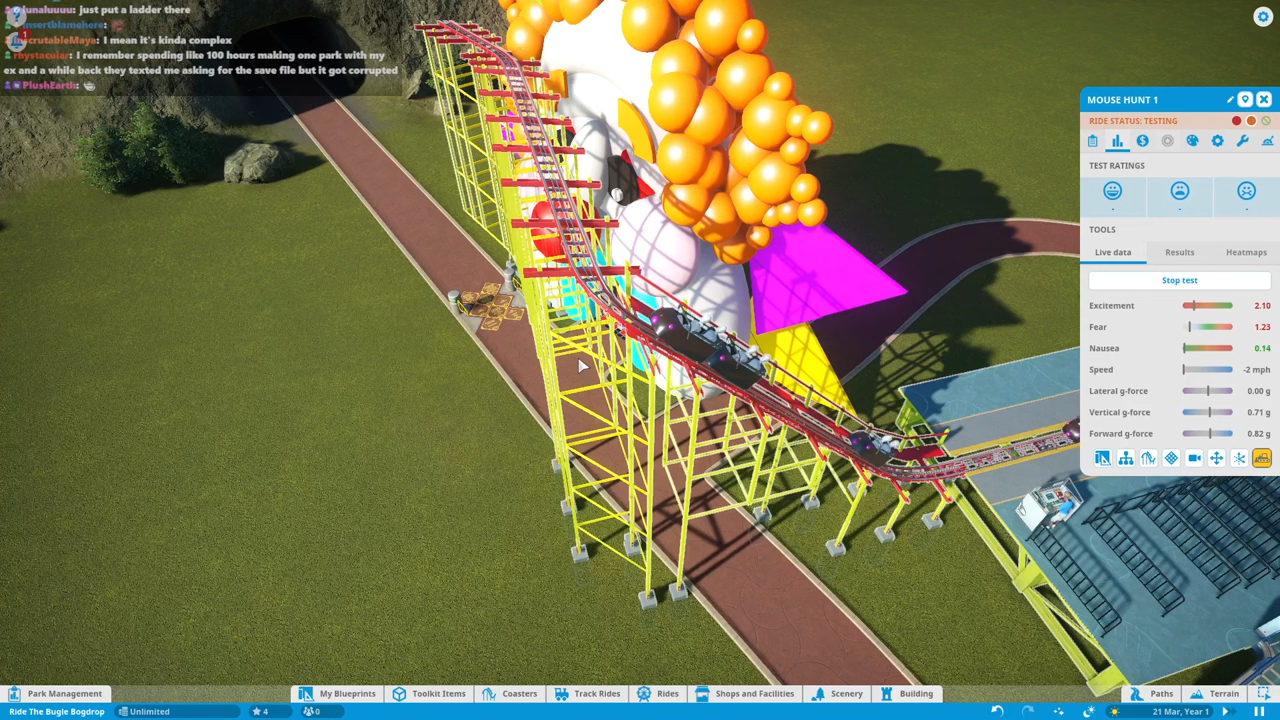 junaluuuu: just put a ladder there
insertblamehere:
inscrutableMaya: I mean it's kinda complex
rhystacular: I remember spending like 100 hours making one park with my
ex and a while back they texted me asking for the save file but it got corrupted
PlushEarth:
1
MOUSE HUNT 1
RIDE STATUS: TESTING
TEST RATINGS
- - -
TOOLS
Live data Results Heatmaps
Stop test
Excitement 2.10
Fear 1.23
Nausea 0.14
Speed -2 mph
Lateral g-force 0.00 g
Vertical g-force 0.71 g
Forward g-force 0.82 g
Park Management My Blueprints Toolkit Items Coasters Track Rides Rides Shops and Facilities Scenery Building Paths Terrain
Ride The Bugle Bogdrop Unlimited 4 0 21 Mar, Year 1